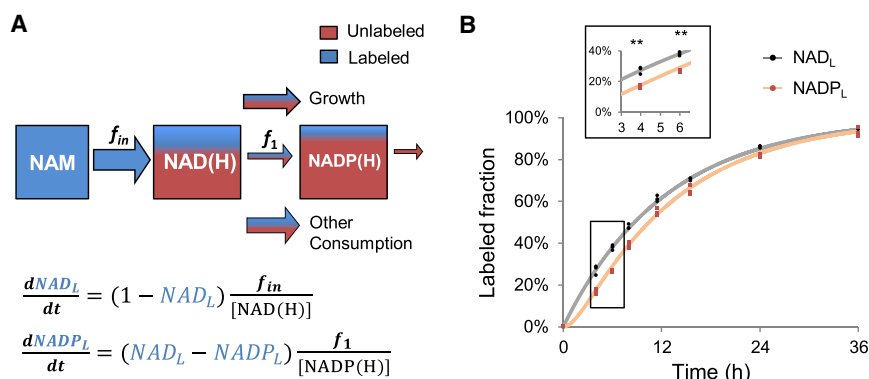 A
Unlabeled
Labeled
NAM
f_in
NAD(H)
Growth
f_1
NADP(H)
Other
Consumption
dNAD_L/dt = (1 − NAD_L) f_in/[NAD(H)]
dNADP_L/dt = (NAD_L − NADP_L) f_1/[NADP(H)]
B
** **
40%
20%
0%
3 4 5 6
NAD_L
NADP_L
Labeled fraction
100%
80%
60%
40%
20%
0%
0 12 24 36
Time (h)